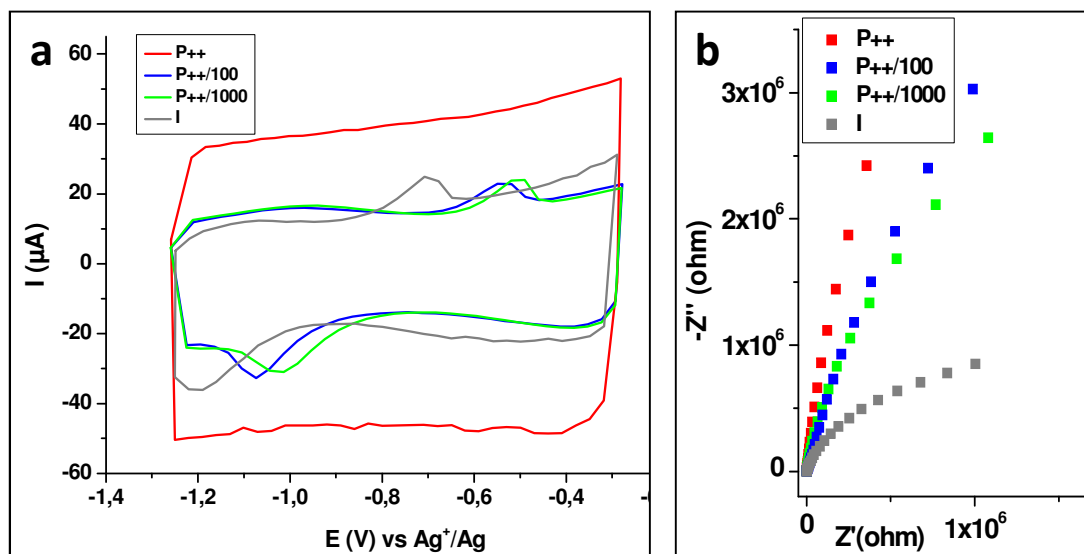 a
P++
P++/100
P++/1000
I
60
40
20
0
-20
-40
-60
I (µA)
-1,4
-1,2
-1,0
-0,8
-0,6
-0,4
-0
E (V) vs Ag⁺/Ag
b
P++
P++/100
P++/1000
I
3x10⁶
2x10⁶
1x10⁶
0
-Z'' (ohm)
0
1x10⁶
Z'(ohm)